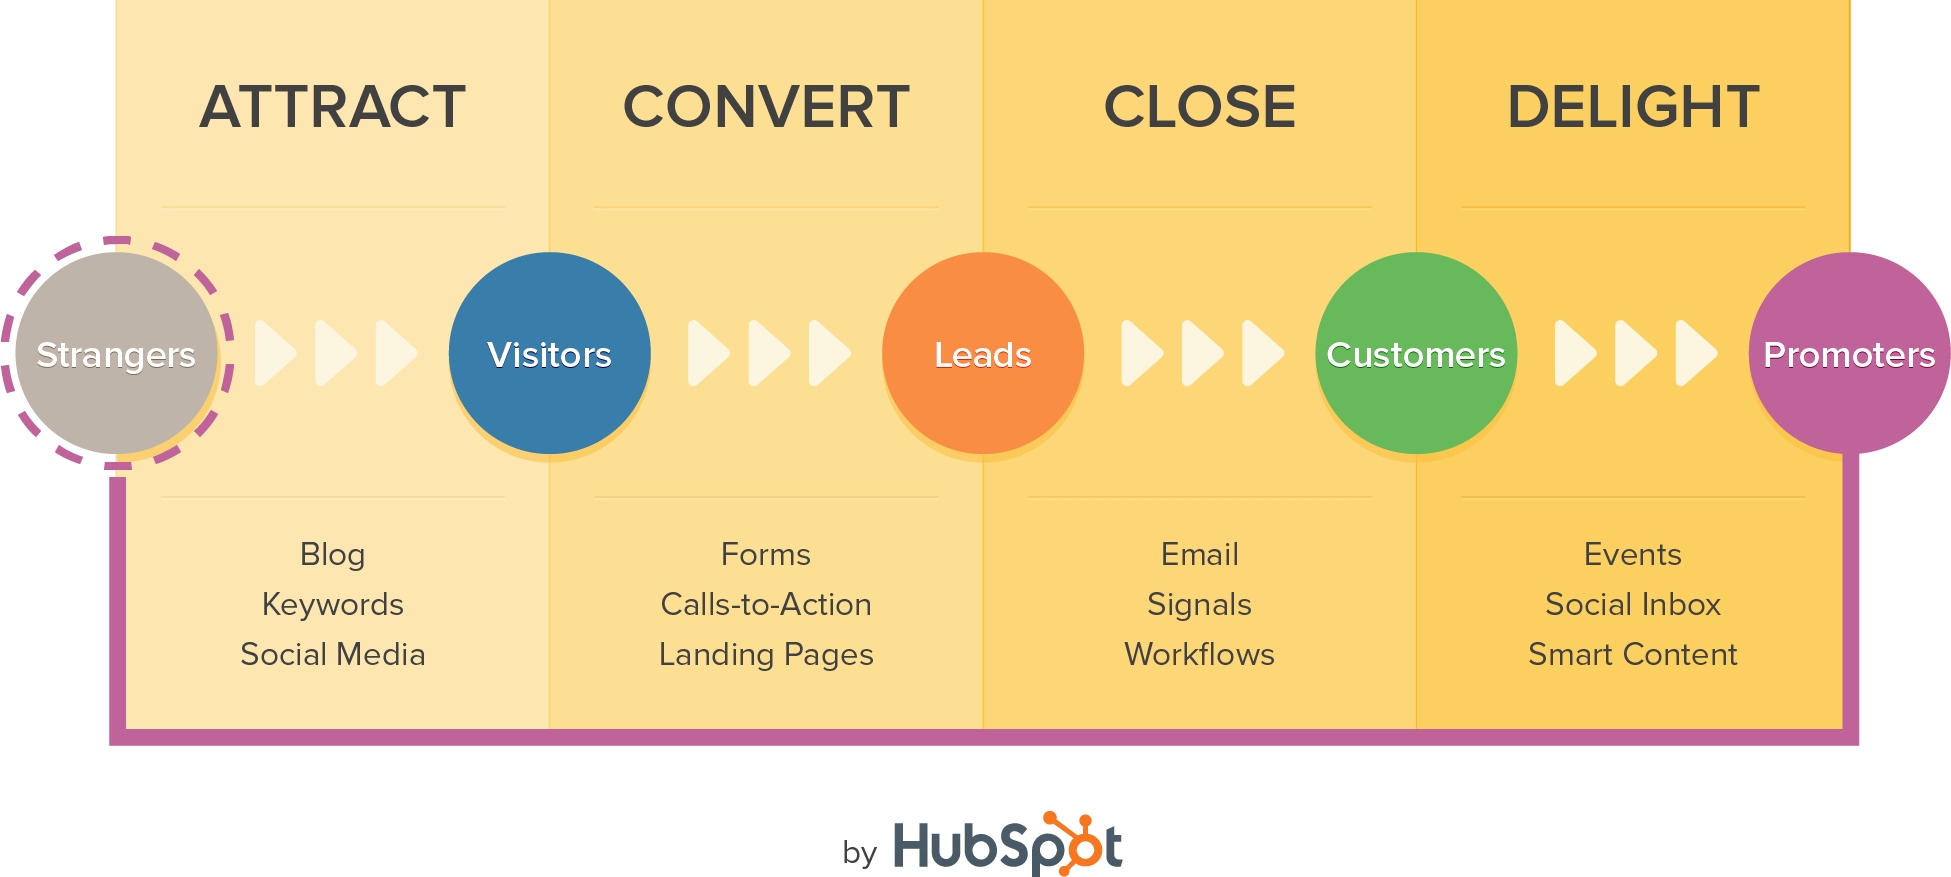 ATTRACT
CONVERT
CLOSE
DELIGHT
Strangers
Visitors
Leads
Customers
Promoters
Blog
Keywords
Social Media
Forms
Calls-to-Action
Landing Pages
Email
Signals
Workflows
Events
Social Inbox
Smart Content
by HubSpot